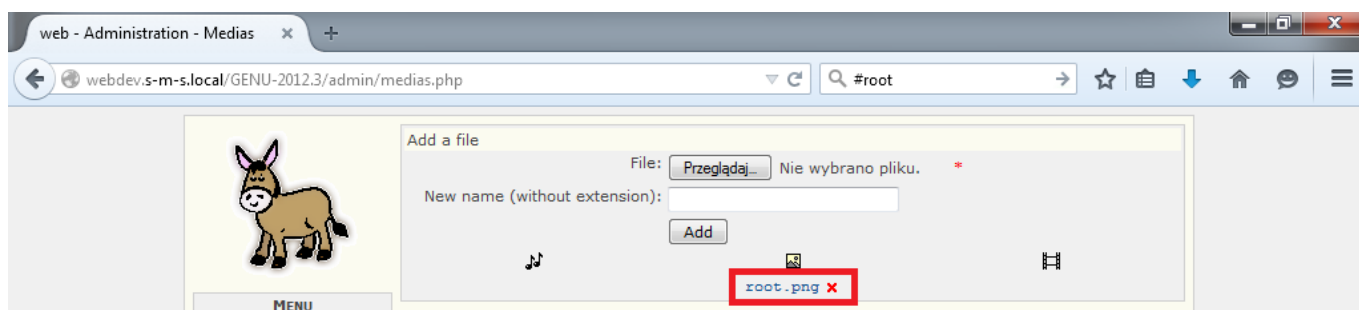 web - Administration - Medias
webdev.s-m-s.local/GENU-2012.3/admin/medias.php
#root
Add a file
File: Przeglądaj... Nie wybrano pliku. *
New name (without extension):
Add
root.png
MENU